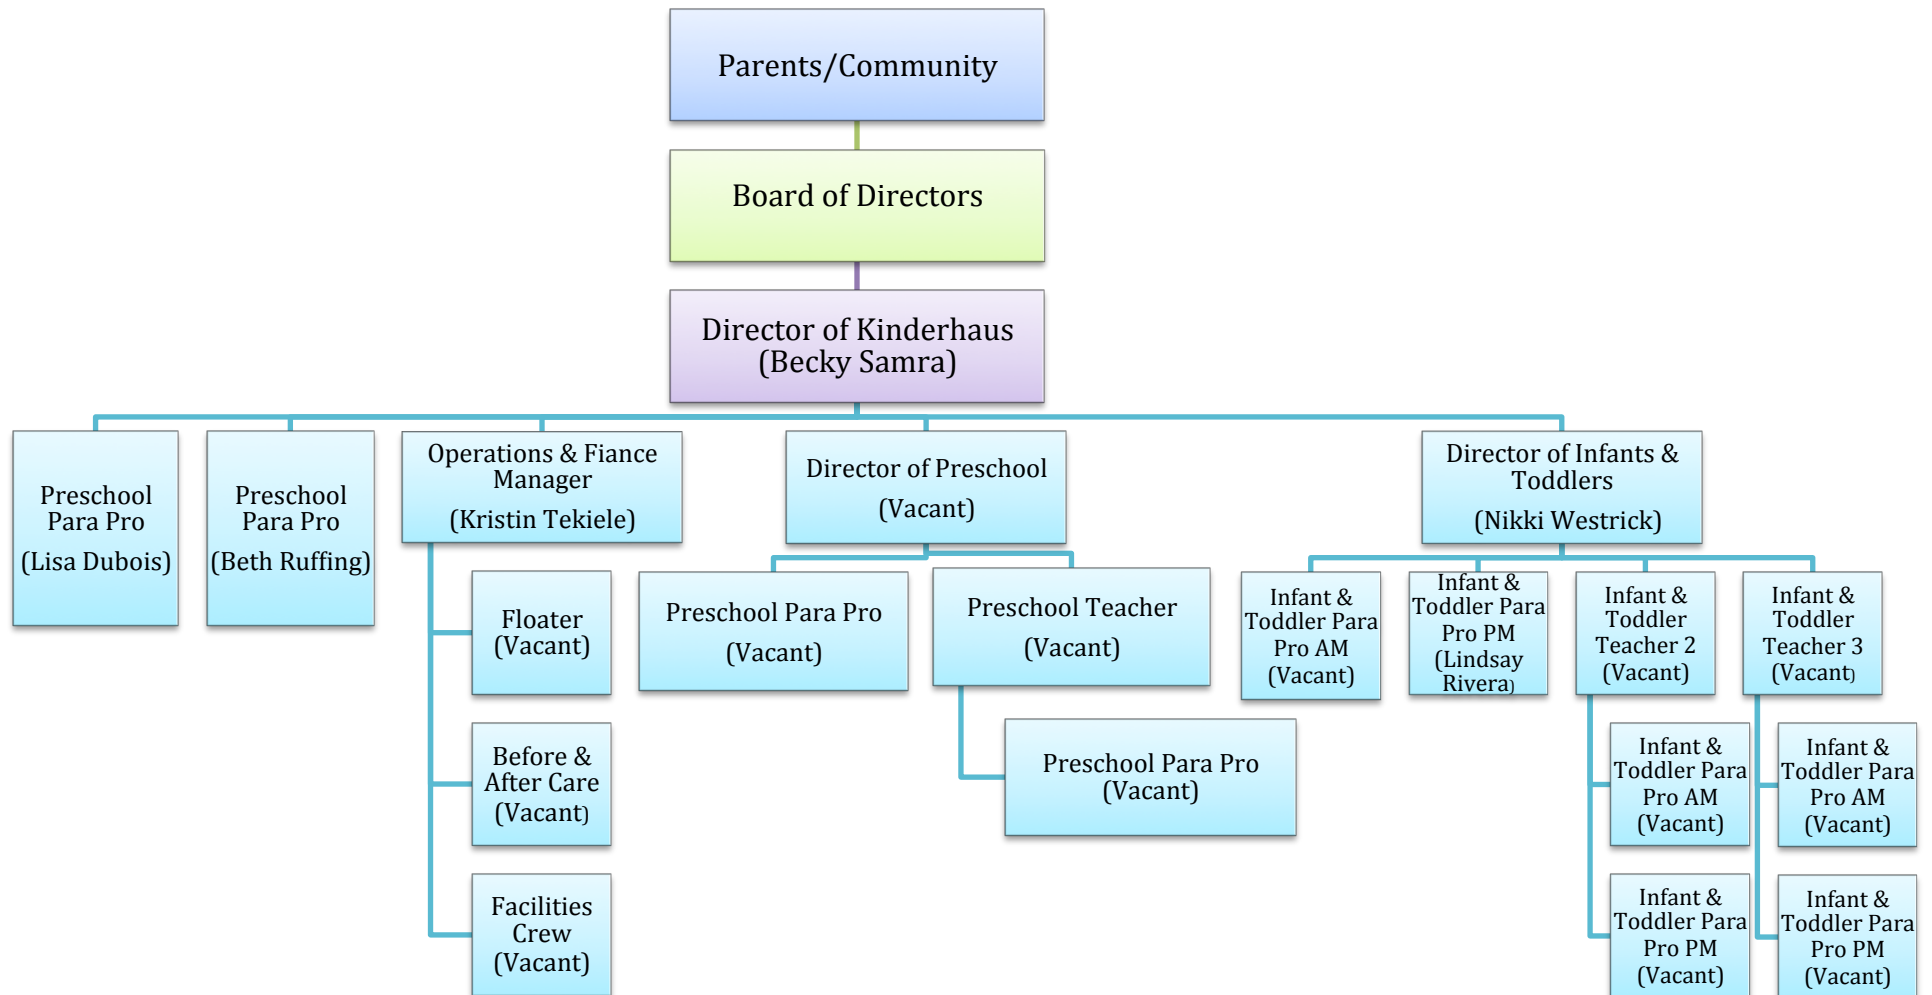 Parents/Community
Board of Directors
Director of Kinderhaus
(Becky Samra)
Preschool
Para Pro
(Lisa Dubois)
Preschool
Para Pro
(Beth Ruffing)
Operations & Fiance
Manager
(Kristin Tekiele)
Floater
(Vacant)
Before &
After Care
(Vacant)
Facilities
Crew
(Vacant)
Director of Preschool
(Vacant)
Preschool Para Pro
(Vacant)
Preschool Teacher
(Vacant)
Preschool Para Pro
(Vacant)
Director of Infants &
Toddlers
(Nikki Westrick)
Infant &
Toddler Para
Pro AM
(Vacant)
Infant &
Toddler Para
Pro PM
(Lindsay
Rivera)
Infant &
Toddler
Teacher 2
(Vacant)
Infant &
Toddler Para
Pro AM
(Vacant)
Infant &
Toddler Para
Pro PM
(Vacant)
Infant &
Toddler
Teacher 3
(Vacant)
Infant &
Toddler Para
Pro AM
(Vacant)
Infant &
Toddler Para
Pro PM
(Vacant)